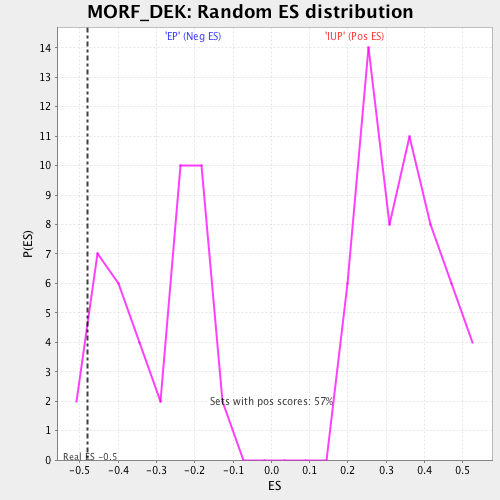 MORF_DEK: Random ES distribution
'EP' (Neg ES) 'IUP' (Pos ES)
14
13
12
11
10
9
8
7
6
5
4
3
2
1
0
P(ES)
Sets with pos scores: 57%
Real ES -0.5
-0.5 -0.4 -0.3 -0.2 -0.1 0.0 0.1 0.2 0.3 0.4 0.5
ES